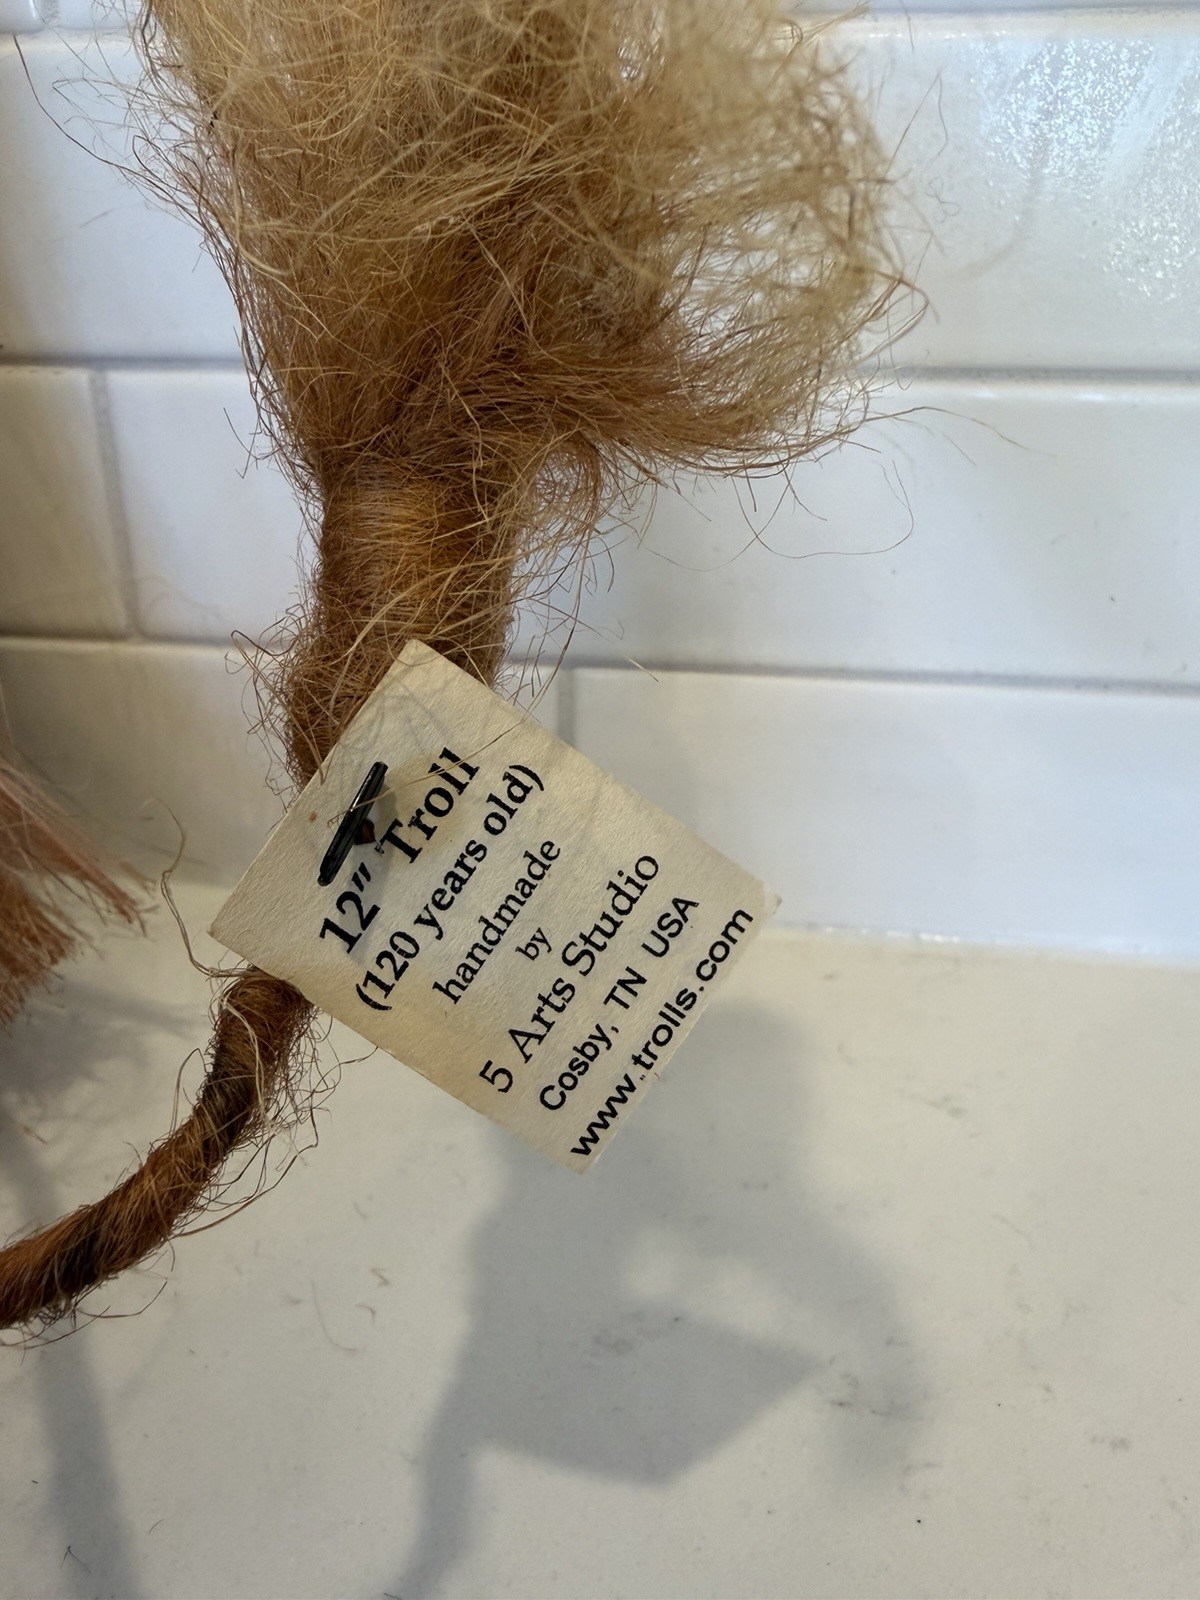 12" Troll
(120 years old)
handmade
by
5 Arts Studio
Cosby, TN USA
www.trolls.com